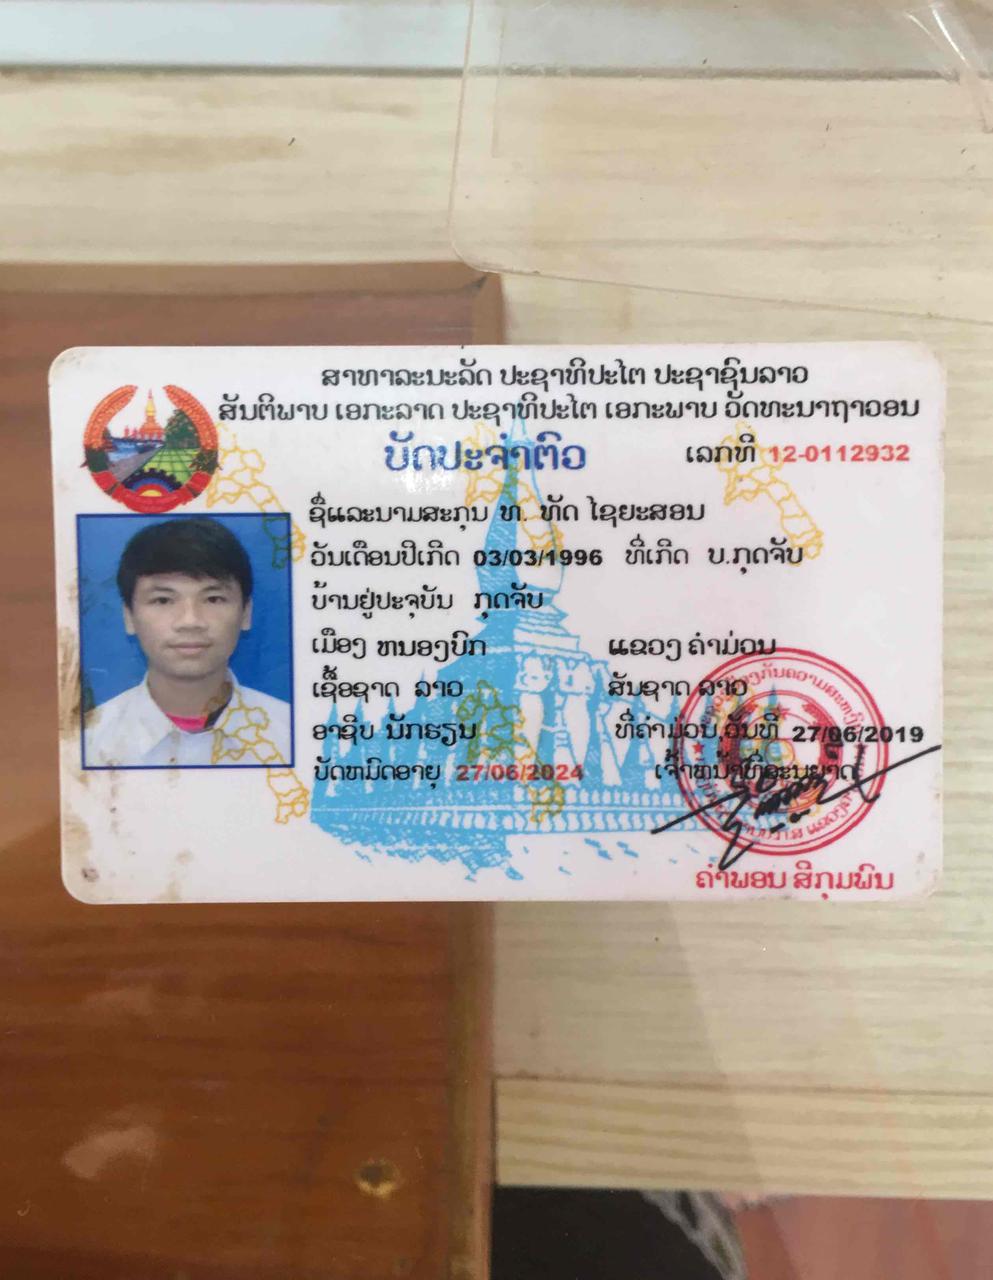 ສາທາລະນະລັດ ປະຊາທິປະໄຕ ປະຊາຊົນລາວ
ສັນຕິພາບ ເອກະລາດ ປະຊາທິປະໄຕ ເອກະພາບ ວັດທະນາຖາວອນ
ບັດປະຈຳຕົວ ເລກທີ 12-0112932
ຊື່ແລະນາມສະກຸນ ທ. ທັດ ໄຊຍະສອນ
ວັນເດືອນປີເກີດ 03/03/1996 ທີ່ເກີດ ບ.ກຸດຈັບ
ບ້ານຢູ່ປະຈຸບັນ ກຸດຈັບ
ເມືອງ ຫນອງບົກ ແຂວງ ຄຳມ່ວນ
ເຊື້ອຊາດ ລາວ ສັນຊາດ ລາວ
ອາຊີບ ນັກຮຽນ ທີ່ຄຳມ່ວນ,ວັນທີ 27/06/2019
ບັດຫມົດອາຍຸ 27/06/2024 ເຈົ້າຫນ້າທີ່ອະນຸຍາດ
ຄຳພອນ ສີກຸມພົນ